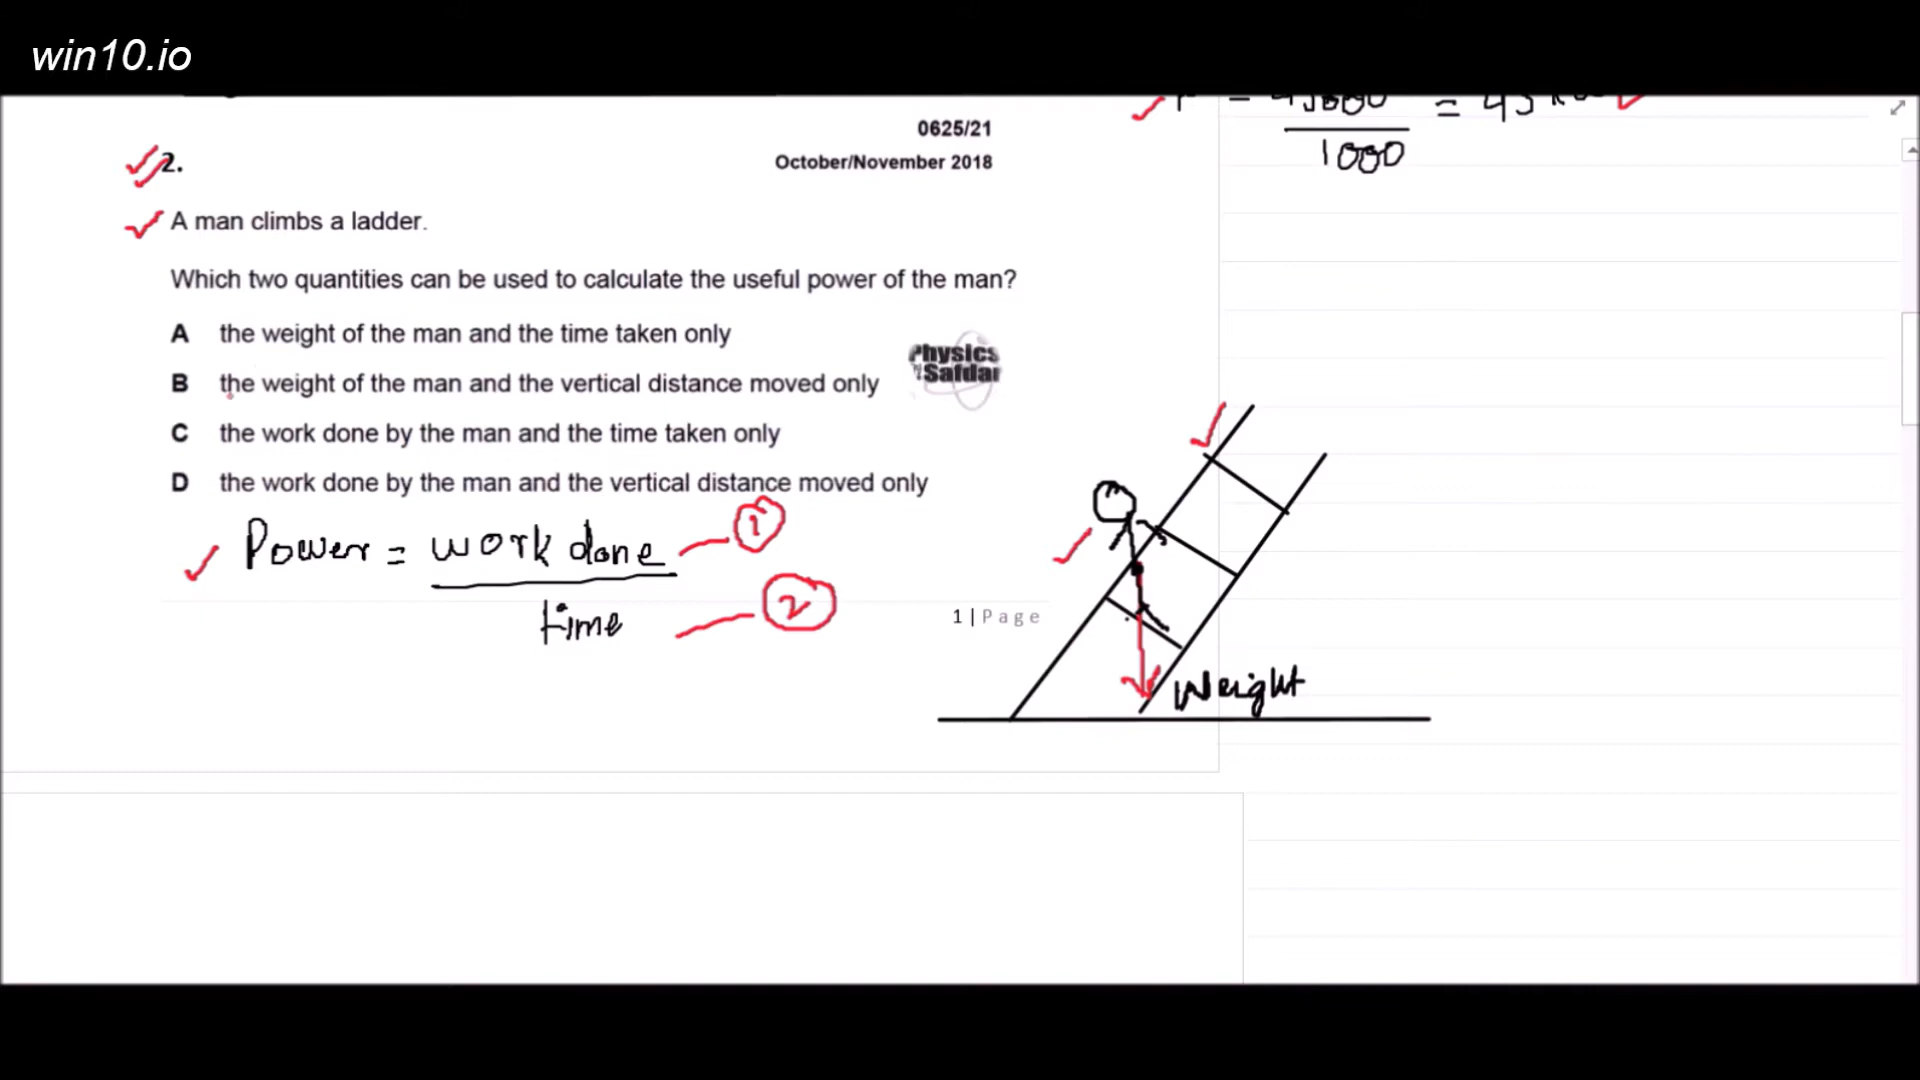 win10.io
= 45000 = 45
1000
0625/21
2.
October/November 2018
A man climbs a ladder.
Which two quantities can be used to calculate the useful power of the man?
A the weight of the man and the time taken only
B the weight of the man and the vertical distance moved only
Physics
Safdar
C the work done by the man and the time taken only
D the work done by the man and the vertical distance moved only
Power = work done 1
time 2
1 | Page
Weight